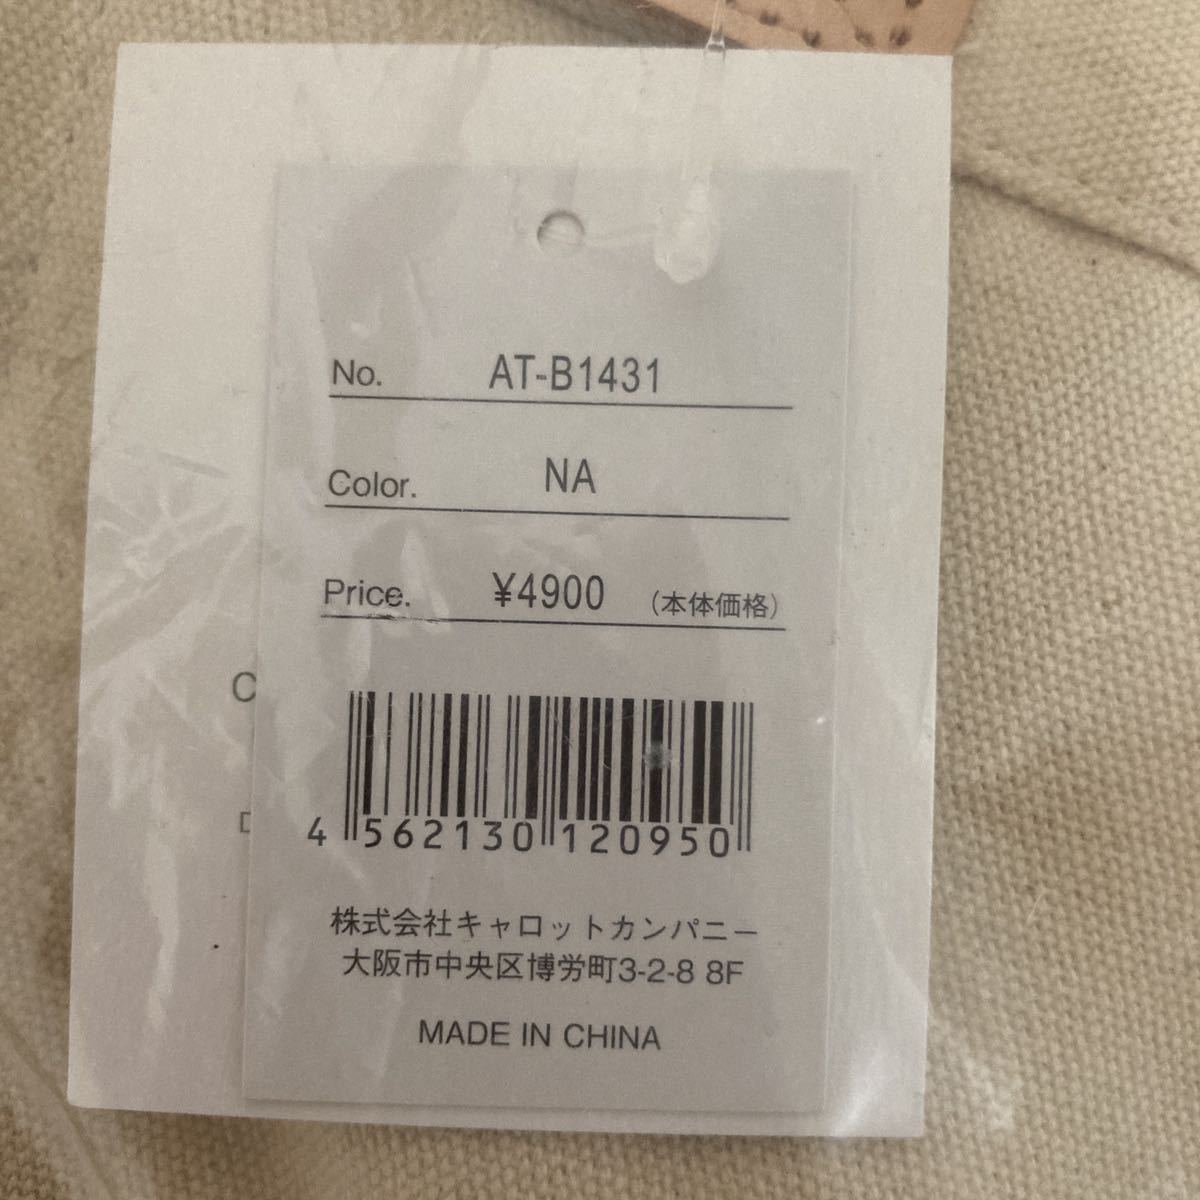 No. AT-B1431
Color. NA
Price. ¥4900 (本体価格)
C
D
4 562130 120950
株式会社キャロットカンパニー
大阪市中央区博労町3-2-8 8F
MADE IN CHINA